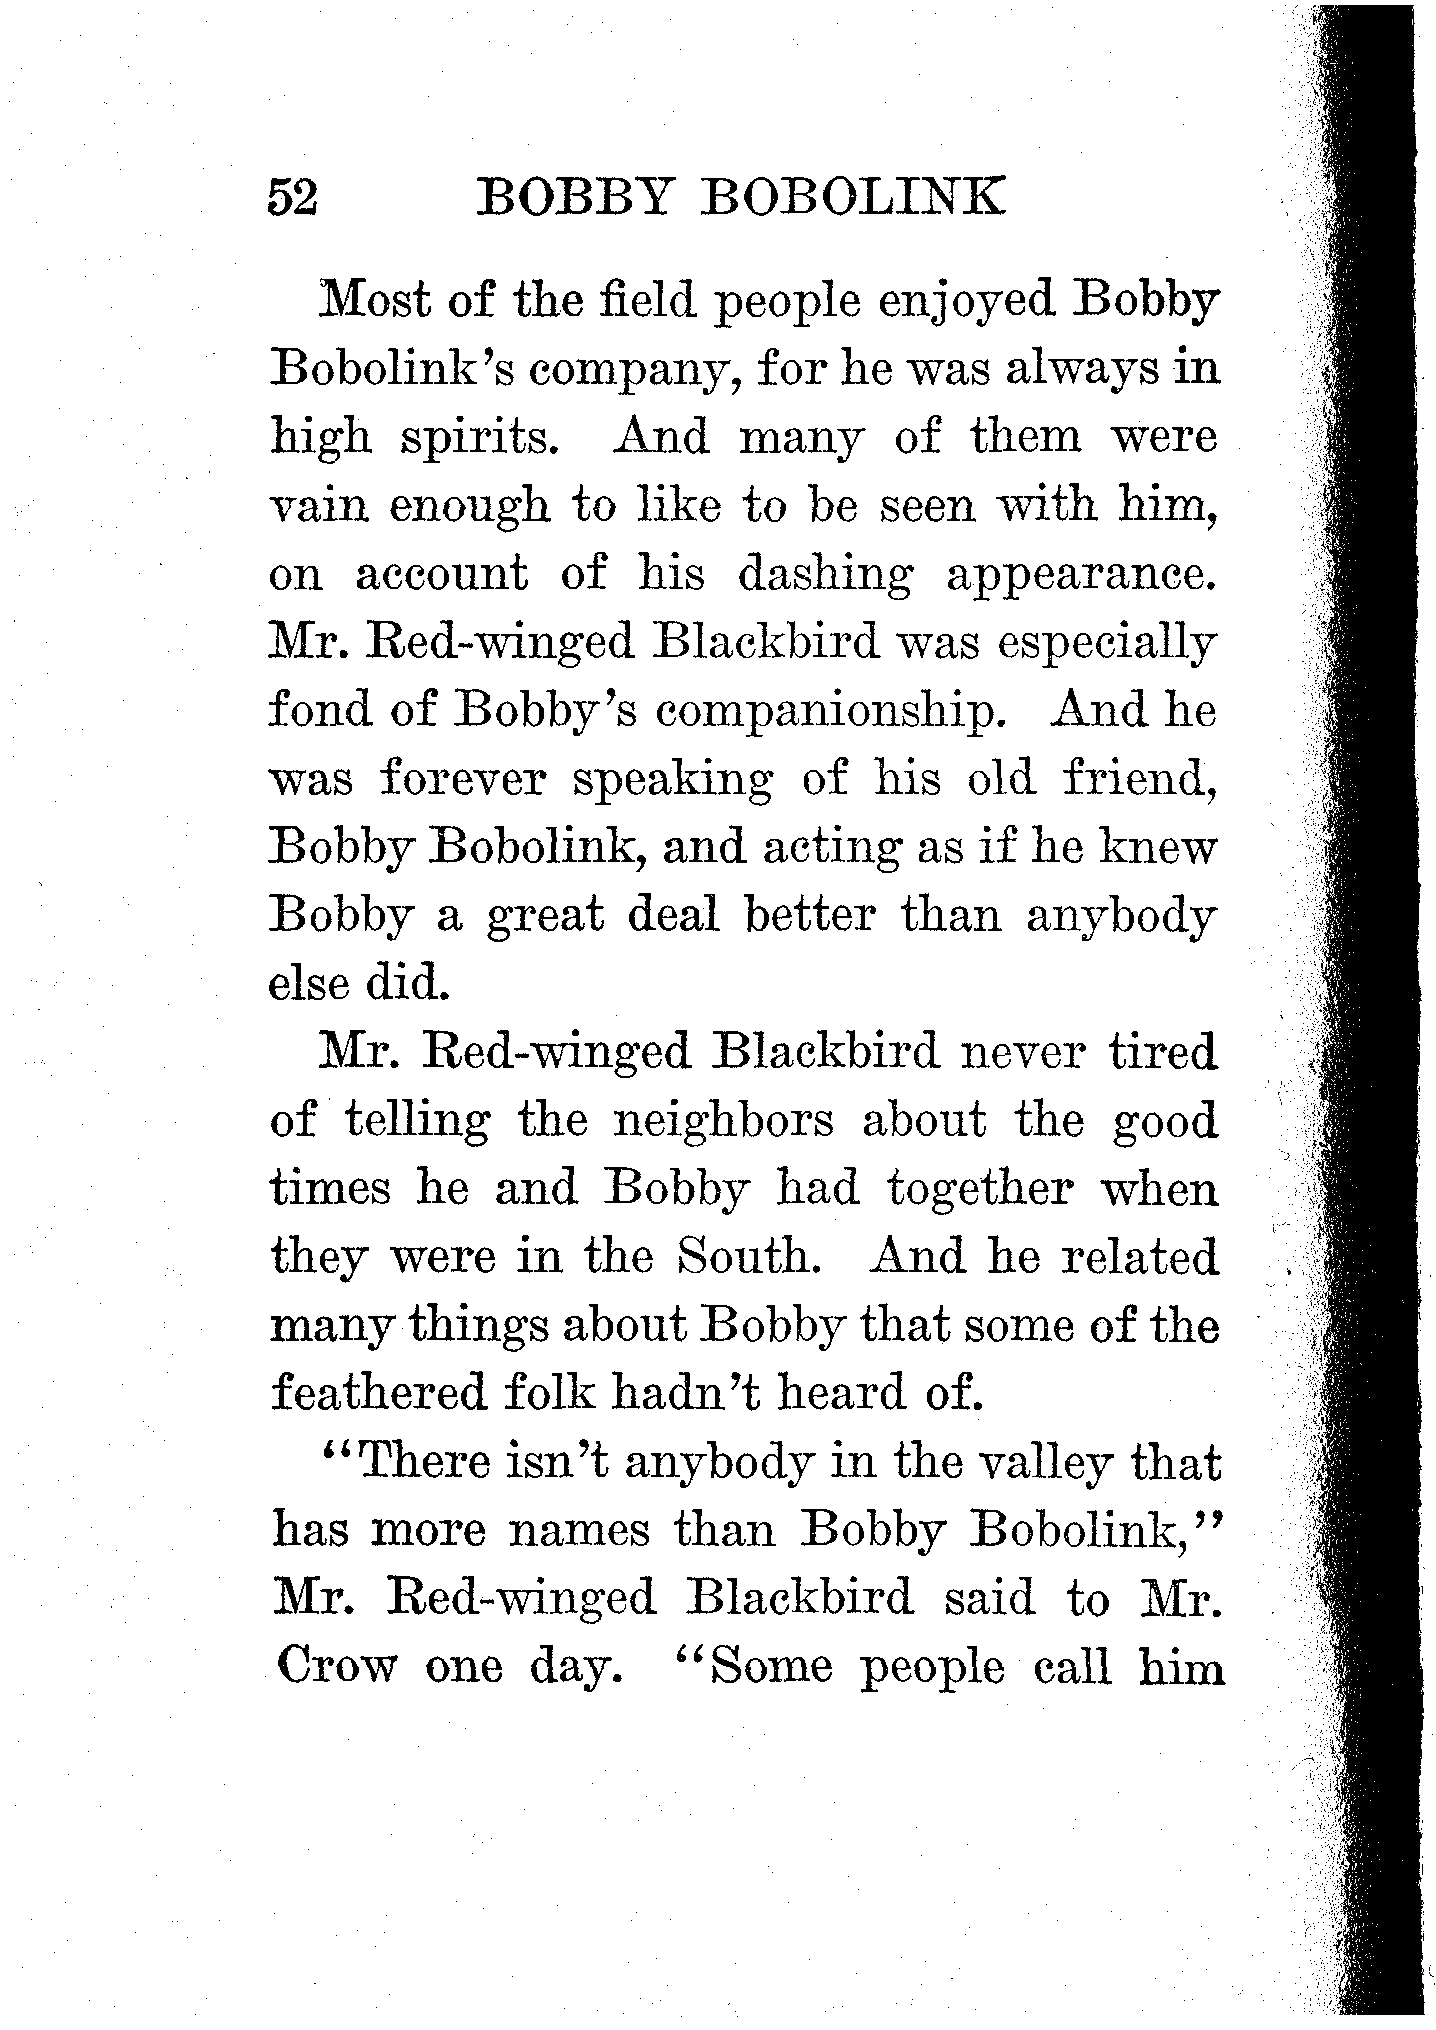 52 BOBBY BOBOLINK
Most of the field people enjoyed Bobby
Bobolink's company, for he was always in
high spirits. And many of them were
vain enough to like to be seen with him,
on account of his dashing appearance.
Mr. Red-winged Blackbird was especially
fond of Bobby's companionship. And he
was forever speaking of his old friend,
Bobby Bobolink, and acting as if he knew
Bobby a great deal better than anybody
else did.
Mr. Red-winged Blackbird never tired
of telling the neighbors about the good
times he and Bobby had together when
they were in the South. And he related
many things about Bobby that some of the
feathered folk hadn't heard of.
"There isn't anybody in the valley that
has more names than Bobby Bobolink,"
Mr. Red-winged Blackbird said to Mr.
Crow one day. "Some people call him